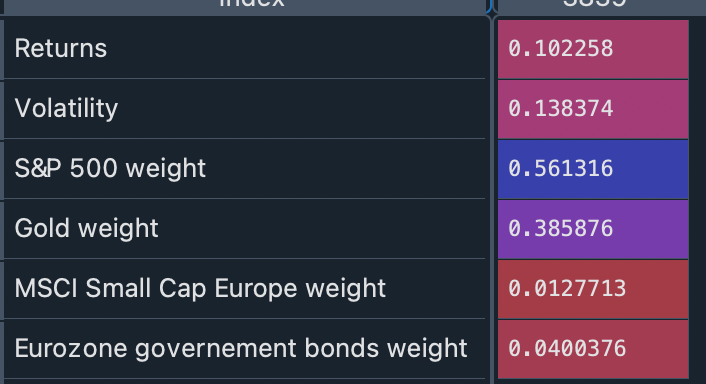 Index
Returns 0.102258
Volatility 0.138374
S&P 500 weight 0.561316
Gold weight 0.385876
MSCI Small Cap Europe weight 0.0127713
Eurozone governement bonds weight 0.0400376